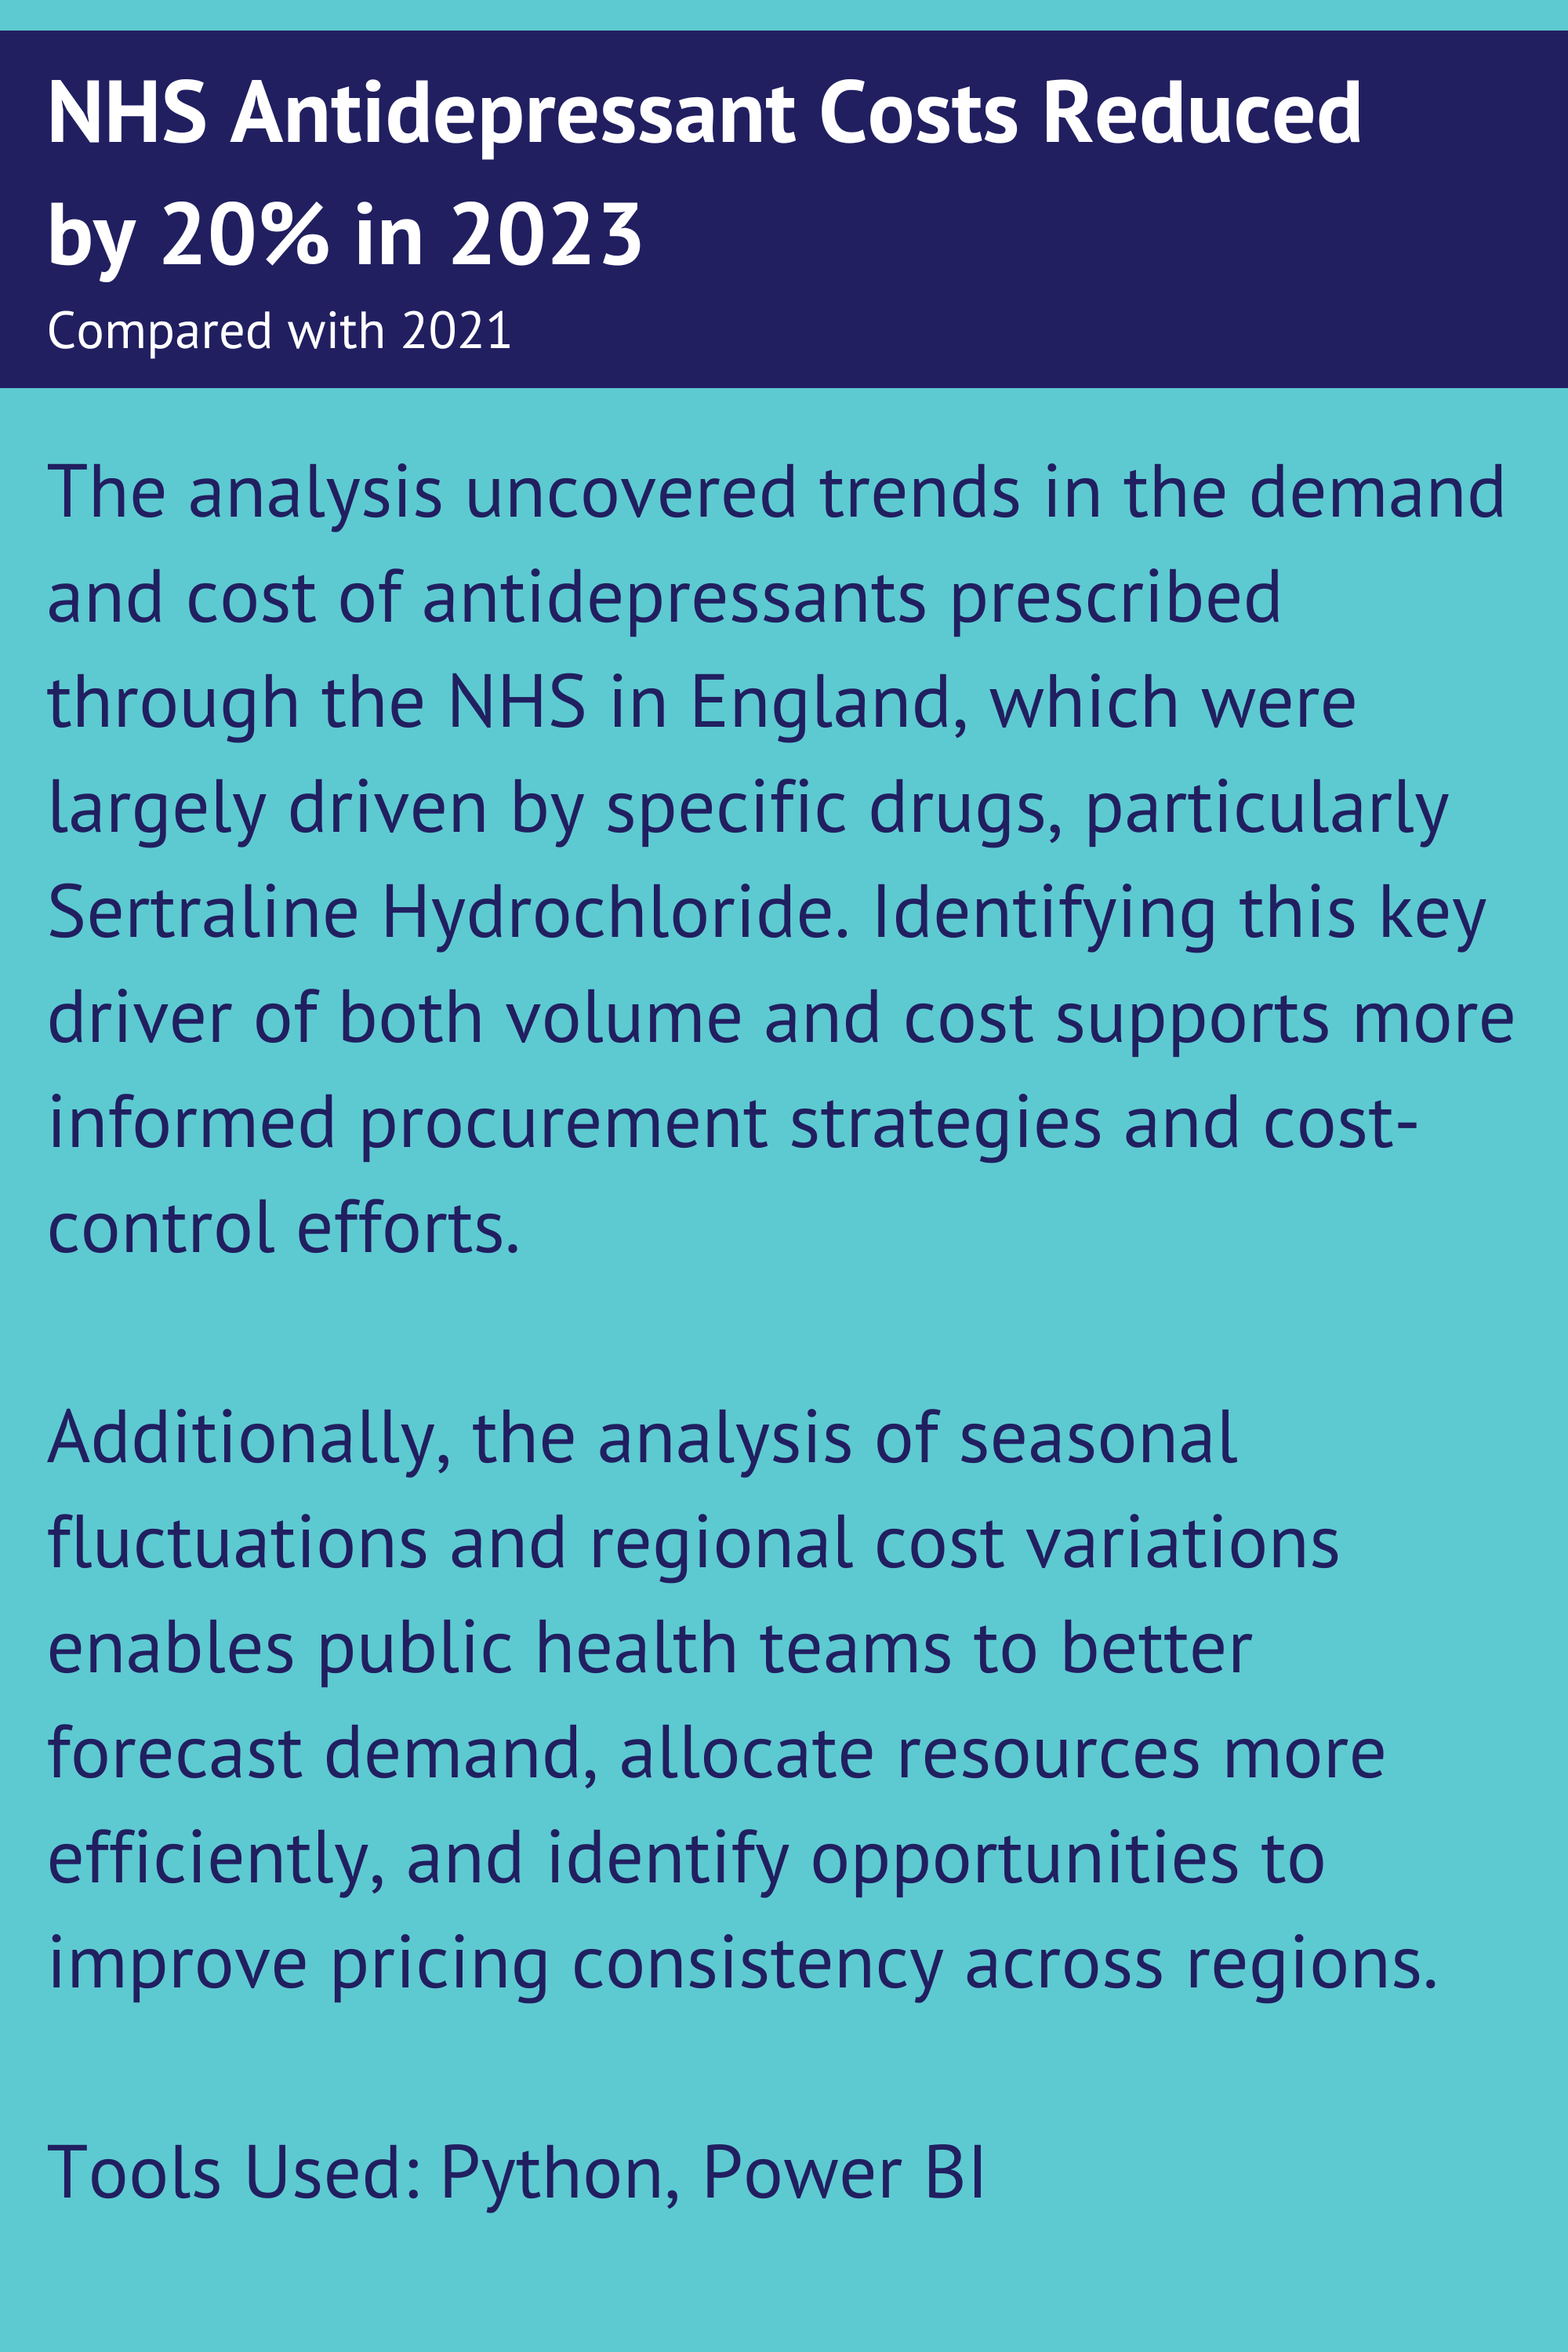 NHS Antidepressant Costs Reduced
by 20% in 2023
Compared with 2021
The analysis uncovered trends in the demand
and cost of antidepressants prescribed
through the NHS in England, which were
largely driven by specific drugs, particularly
Sertraline Hydrochloride. Identifying this key
driver of both volume and cost supports more
informed procurement strategies and cost-
control efforts.
Additionally, the analysis of seasonal
fluctuations and regional cost variations
enables public health teams to better
forecast demand, allocate resources more
efficiently, and identify opportunities to
improve pricing consistency across regions.
Tools Used: Python, Power BI